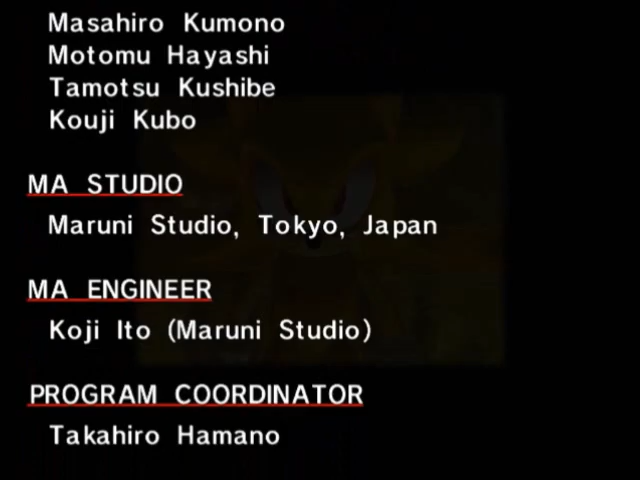 Masahiro Kumono
Motomu Hayashi
Tamotsu Kushibe
Kouji Kubo
MA STUDIO
Maruni Studio, Tokyo, Japan
MA ENGINEER
Koji Ito (Maruni Studio)
PROGRAM COORDINATOR
Takahiro Hamano